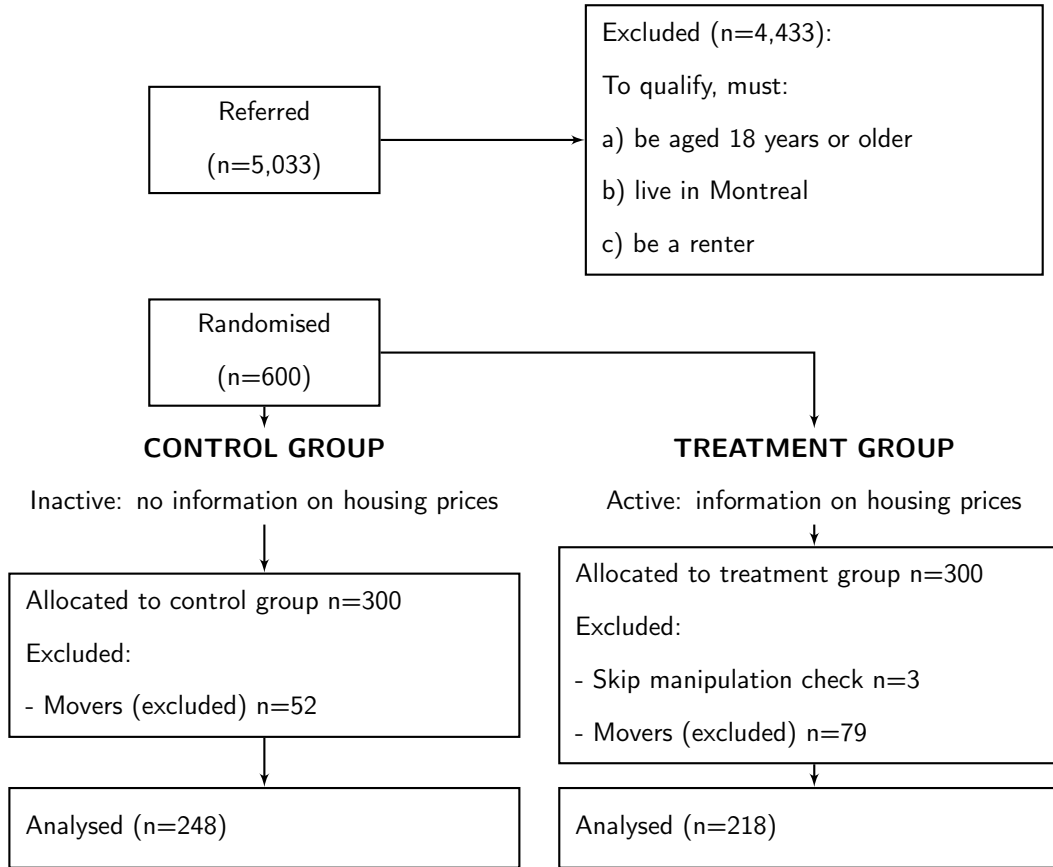 Referred
(n=5,033)
Excluded (n=4,433):
To qualify, must:
a) be aged 18 years or older
b) live in Montreal
c) be a renter
Randomised
(n=600)
CONTROL GROUP
Inactive: no information on housing prices
Allocated to control group n=300
Excluded:
- Movers (excluded) n=52
Analysed (n=248)
TREATMENT GROUP
Active: information on housing prices
Allocated to treatment group n=300
Excluded:
- Skip manipulation check n=3
- Movers (excluded) n=79
Analysed (n=218)